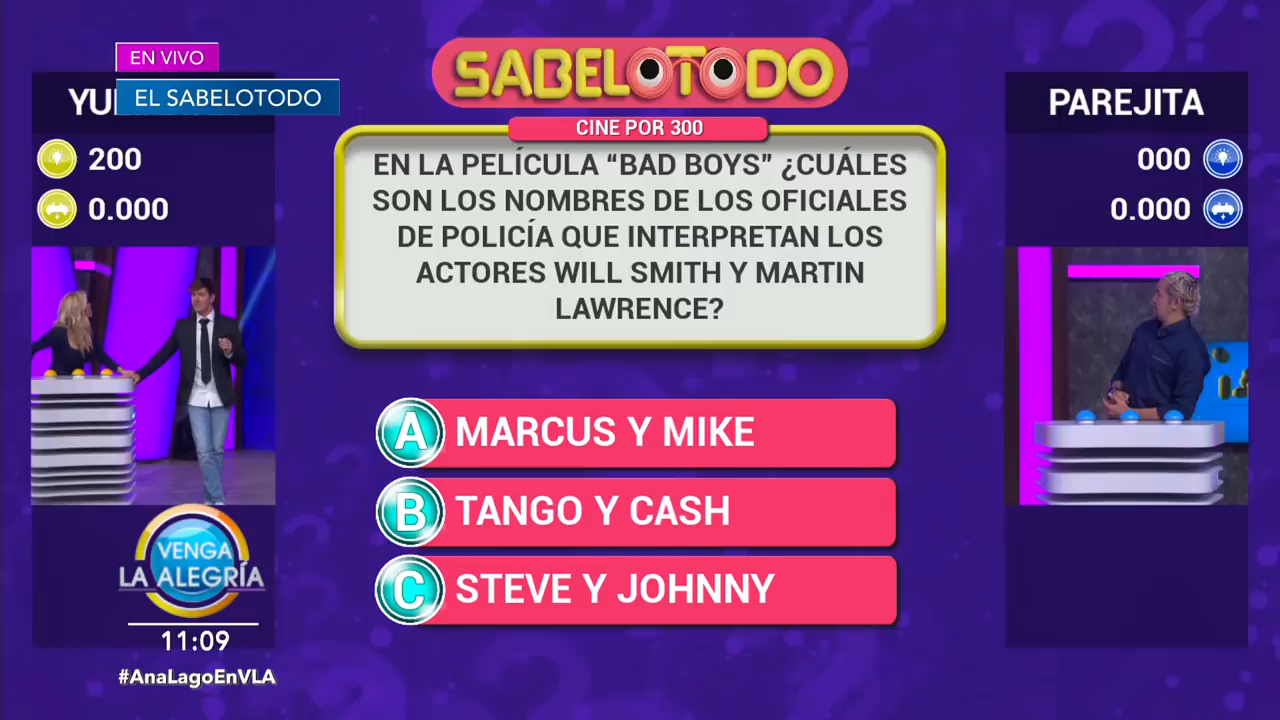 EN VIVO
EL SABELOTODO
SABELOTODO
CINE POR 300
EN LA PELÍCULA “BAD BOYS” ¿CUÁLES
SON LOS NOMBRES DE LOS OFICIALES
DE POLICÍA QUE INTERPRETAN LOS
ACTORES WILL SMITH Y MARTIN
LAWRENCE?
A MARCUS Y MIKE
B TANGO Y CASH
C STEVE Y JOHNNY
200
0.000
PAREJITA
000
0.000
VENGA
LA ALEGRÍA
11:09
#AnaLagoEnVLA